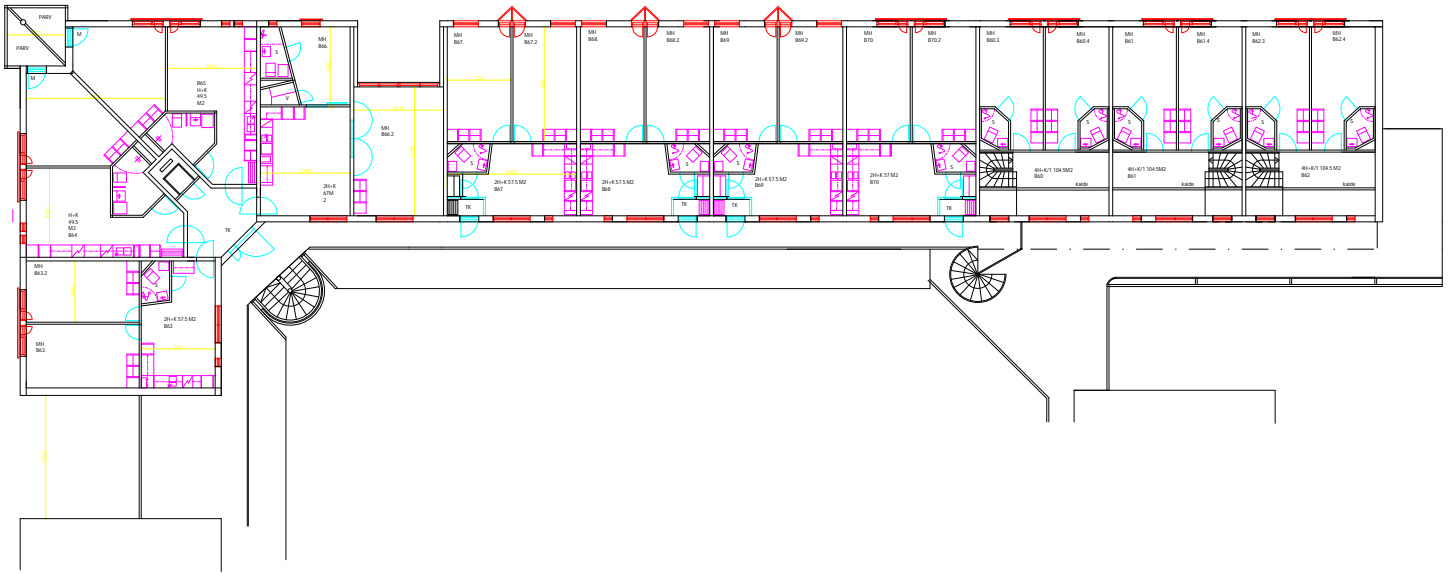 PARV
PARV
M
M
B65
H+K
49.5
M2
S
V
MH
B66.
MH
B66.2
2H+K
67M
2
H+K
49.5
M2
B64
TK
MH
B63.2
MH
B63.
S
2H+K 57.5 M2
B63
MH
B67.
MH
B67.2
S
2H+K 57.5 M2
B67
TK
MH
B68.
MH
B68.2
2H+K 57.5 M2
B68
S
TK
MH
B69.
MH
B69.2
S
2H+K 57.5 M2
B69
TK
MH
B70.
MH
B70.2
2H+K 57 M2
B70
S
TK
MH
B60.3
MH
B60.4
S
S
4H+K/1 104.5M2
B60
kaide
MH
B61.
MH
B61.4
S
S
4H+K/1 104.5M2
B61
kaide
MH
B62.3
MH
B62.4
S
S
4H+K/1 104.5 M2
B62
kaide